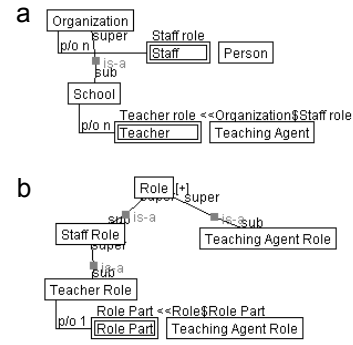 a
Organization
super
p/o n
Staff role
Staff
Person
is-a
sub
School
p/o n
Teacher role <<Organization$Staff role
Teacher
Teaching Agent
b
Role [+]
super super
sub is-a
is-a
sub
Staff Role
Teaching Agent Role
super
is-a
sub
Teacher Role
p/o 1
Role Part <<Role$Role Part
Role Part
Teaching Agent Role